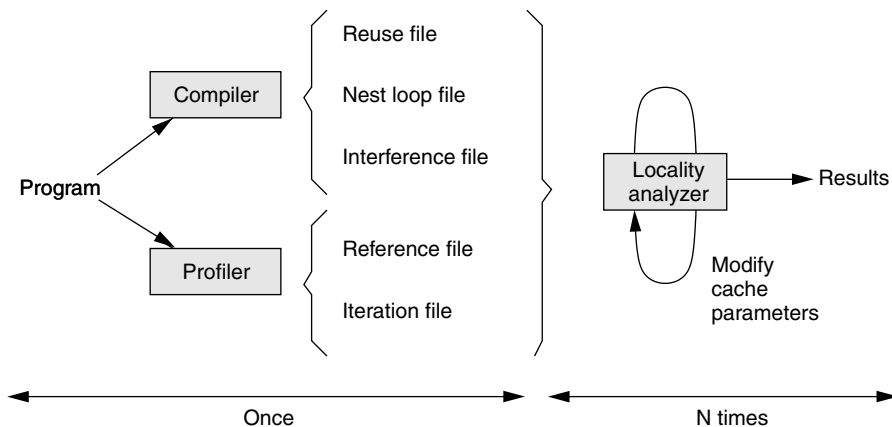 Reuse file
Compiler
Nest loop file
Interference file
Program
Locality
analyzer
Results
Profiler
Reference file
Iteration file
Modify
cache
parameters
Once
N times